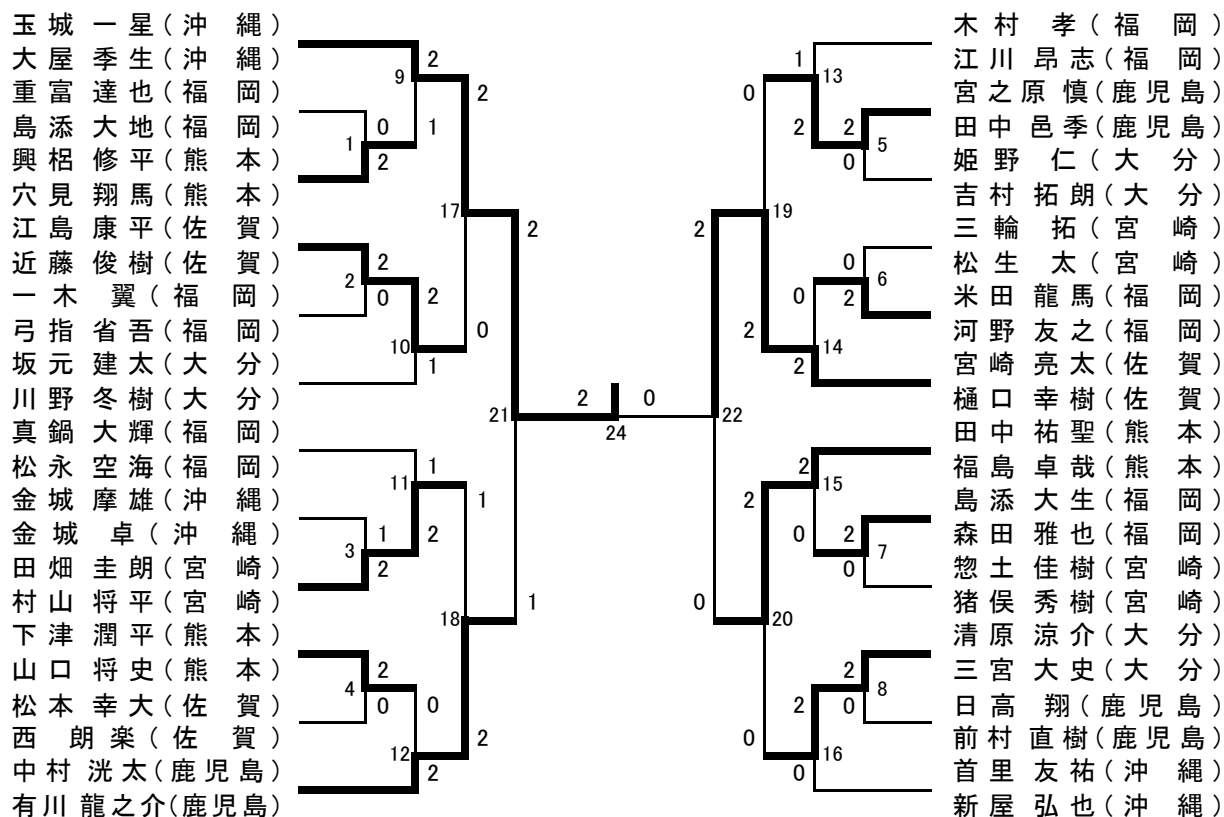 玉城一星(沖縄)
大屋季生(沖縄)
重富達也(福岡)
島添大地(福岡)
興梠修平(熊本)
穴見翔馬(熊本)
江島康平(佐賀)
近藤俊樹(佐賀)
一木翼(福岡)
弓指省吾(福岡)
坂元建太(大分)
川野冬樹(大分)
真鍋大輝(福岡)
松永空海(福岡)
金城摩雄(沖縄)
金城卓(沖縄)
田畑圭朗(宮崎)
村山将平(宮崎)
下津潤平(熊本)
山口将史(熊本)
松本幸大(佐賀)
西朗楽(佐賀)
中村洸太(鹿児島)
有川龍之介(鹿児島)
9
2
2
1
0
2
1
17
2
2
0
2
0
10
1
2
11
1
1
3
1
2
2
18
1
4
2
0
0
2
12
2
21
2
24
0
22
1
13
0
2
2
0
5
19
2
0
2
6
0
2
14
2
2
15
0
2
0
7
2
0
20
2
0
8
2
0
0
16
木村孝(福岡)
江川昂志(福岡)
宮之原慎(鹿児島)
田中邑季(鹿児島)
姫野仁(大分)
吉村拓朗(大分)
三輪拓(宮崎)
松生太(宮崎)
米田龍馬(福岡)
河野友之(福岡)
宮崎亮太(佐賀)
樋口幸樹(佐賀)
田中祐聖(熊本)
福島卓哉(熊本)
島添大生(福岡)
森田雅也(福岡)
惣土佳樹(宮崎)
猪俣秀樹(宮崎)
清原涼介(大分)
三宮大史(大分)
日高翔(鹿児島)
前村直樹(鹿児島)
首里友祐(沖縄)
新屋弘也(沖縄)